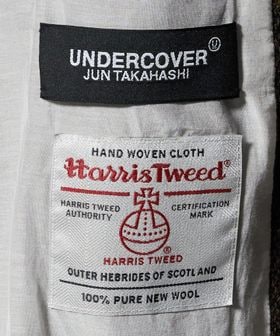 UNDERCOVER Ⓤ
JUN TAKAHASHI
HAND WOVEN CLOTH
Harris Tweed®
HARRIS TWEED AUTHORITY
CERTIFICATION MARK
HARRIS TWEED
OUTER HEBRIDES OF SCOTLAND
100% PURE NEW WOOL